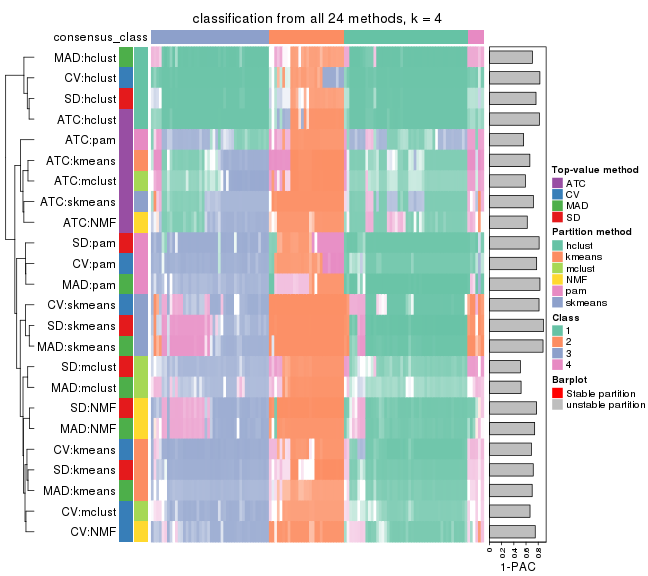 classification from all 24 methods, k = 4
consensus_class
MAD:hclust
CV:hclust
SD:hclust
ATC:hclust
ATC:pam
ATC:kmeans
ATC:mclust
ATC:skmeans
ATC:NMF
SD:pam
CV:pam
MAD:pam
CV:skmeans
SD:skmeans
MAD:skmeans
SD:mclust
MAD:mclust
SD:NMF
MAD:NMF
CV:kmeans
SD:kmeans
MAD:kmeans
CV:mclust
CV:NMF
0 0.2 0.4 0.6 0.8
1-PAC
Top-value method
ATC
CV
MAD
SD
Partition method
hclust
kmeans
mclust
NMF
pam
skmeans
Class
1
2
3
4
Barplot
Stable partition
unstable partition